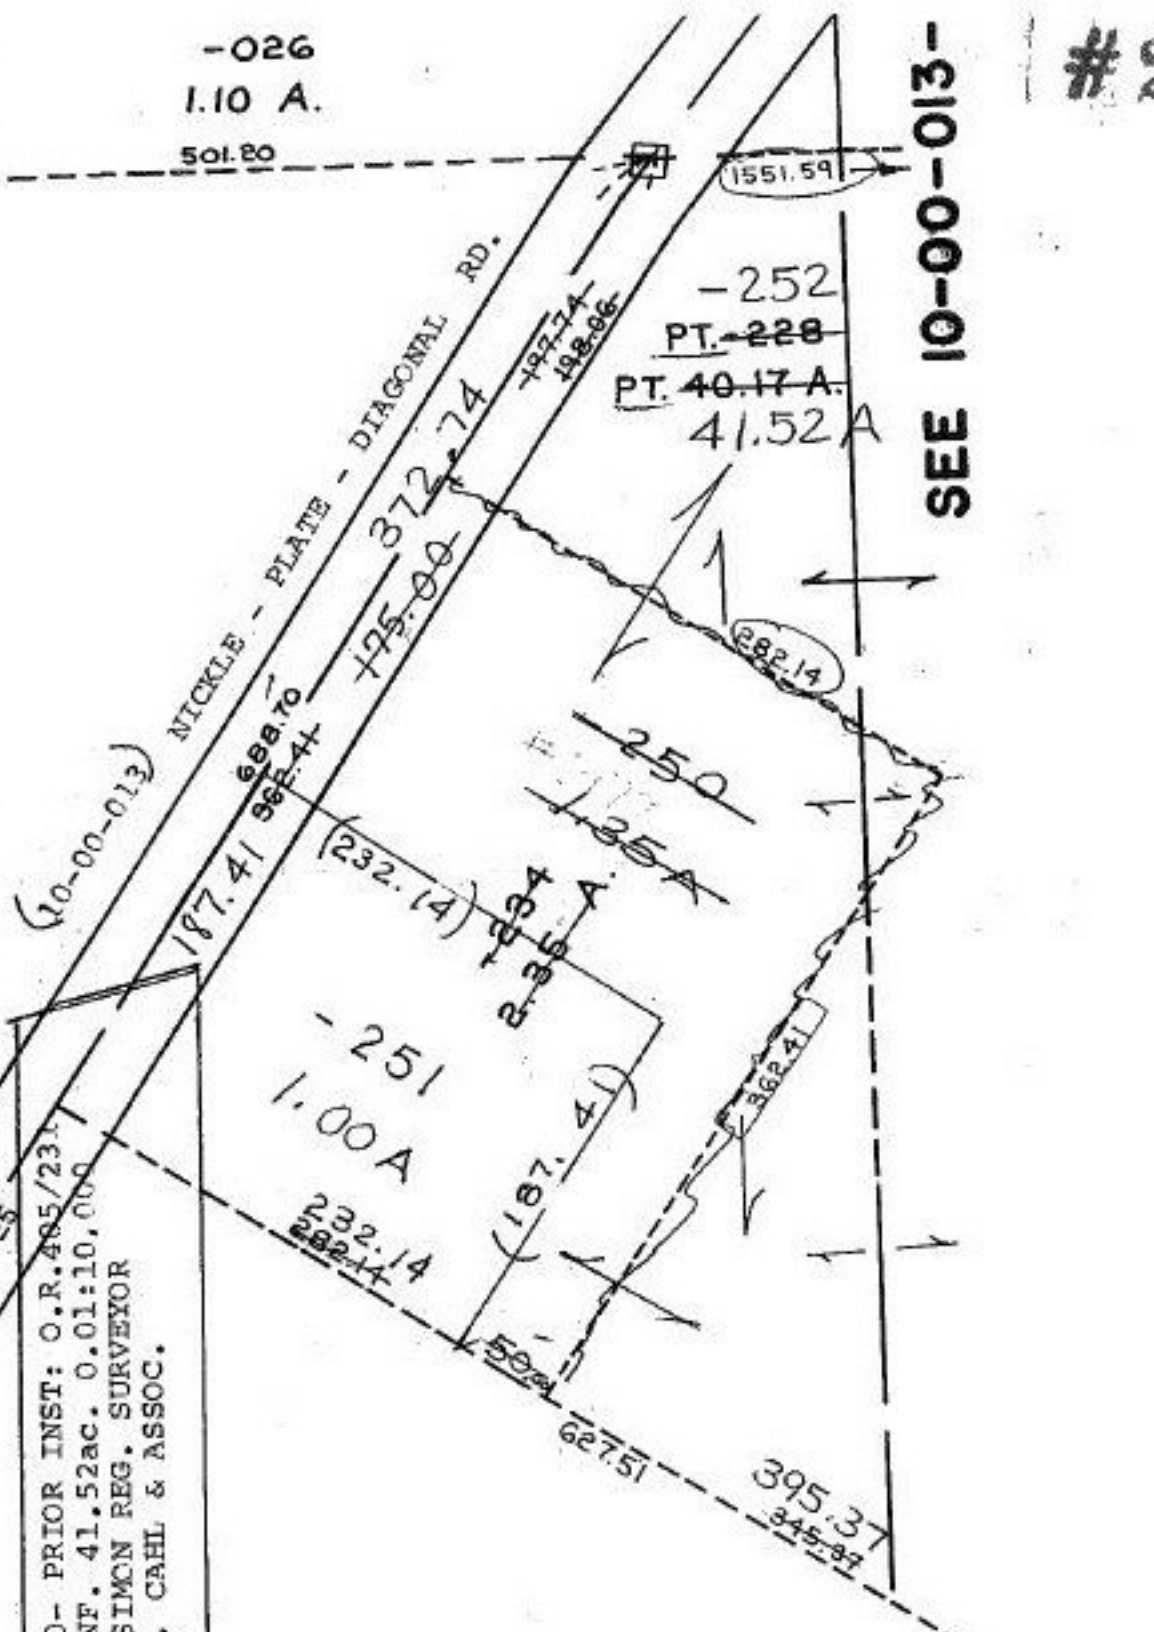 -026
1.10 A.
501.80
1551.59
SEE 10-00-013-
#
-252
PT. -228
PT. 40.17 A.
41.52 A
NICKLE - PLATE - DIAGONAL RD.
(10-00-013)
197.74
198.06
372.74
175.00
688.70
362.41
187.41
282.14
250
1.35 A
-234
2.35 A.
(232.14)
-251
1.00 A
(187.41)
362.41
232.14
282.14
50.00
627.51
395.37
345.37
- PRIOR INST: O.R.405/231
NF. 41.52ac. 0.01:10,000
SIMON REG. SURVEYOR
CAHL & ASSOC.